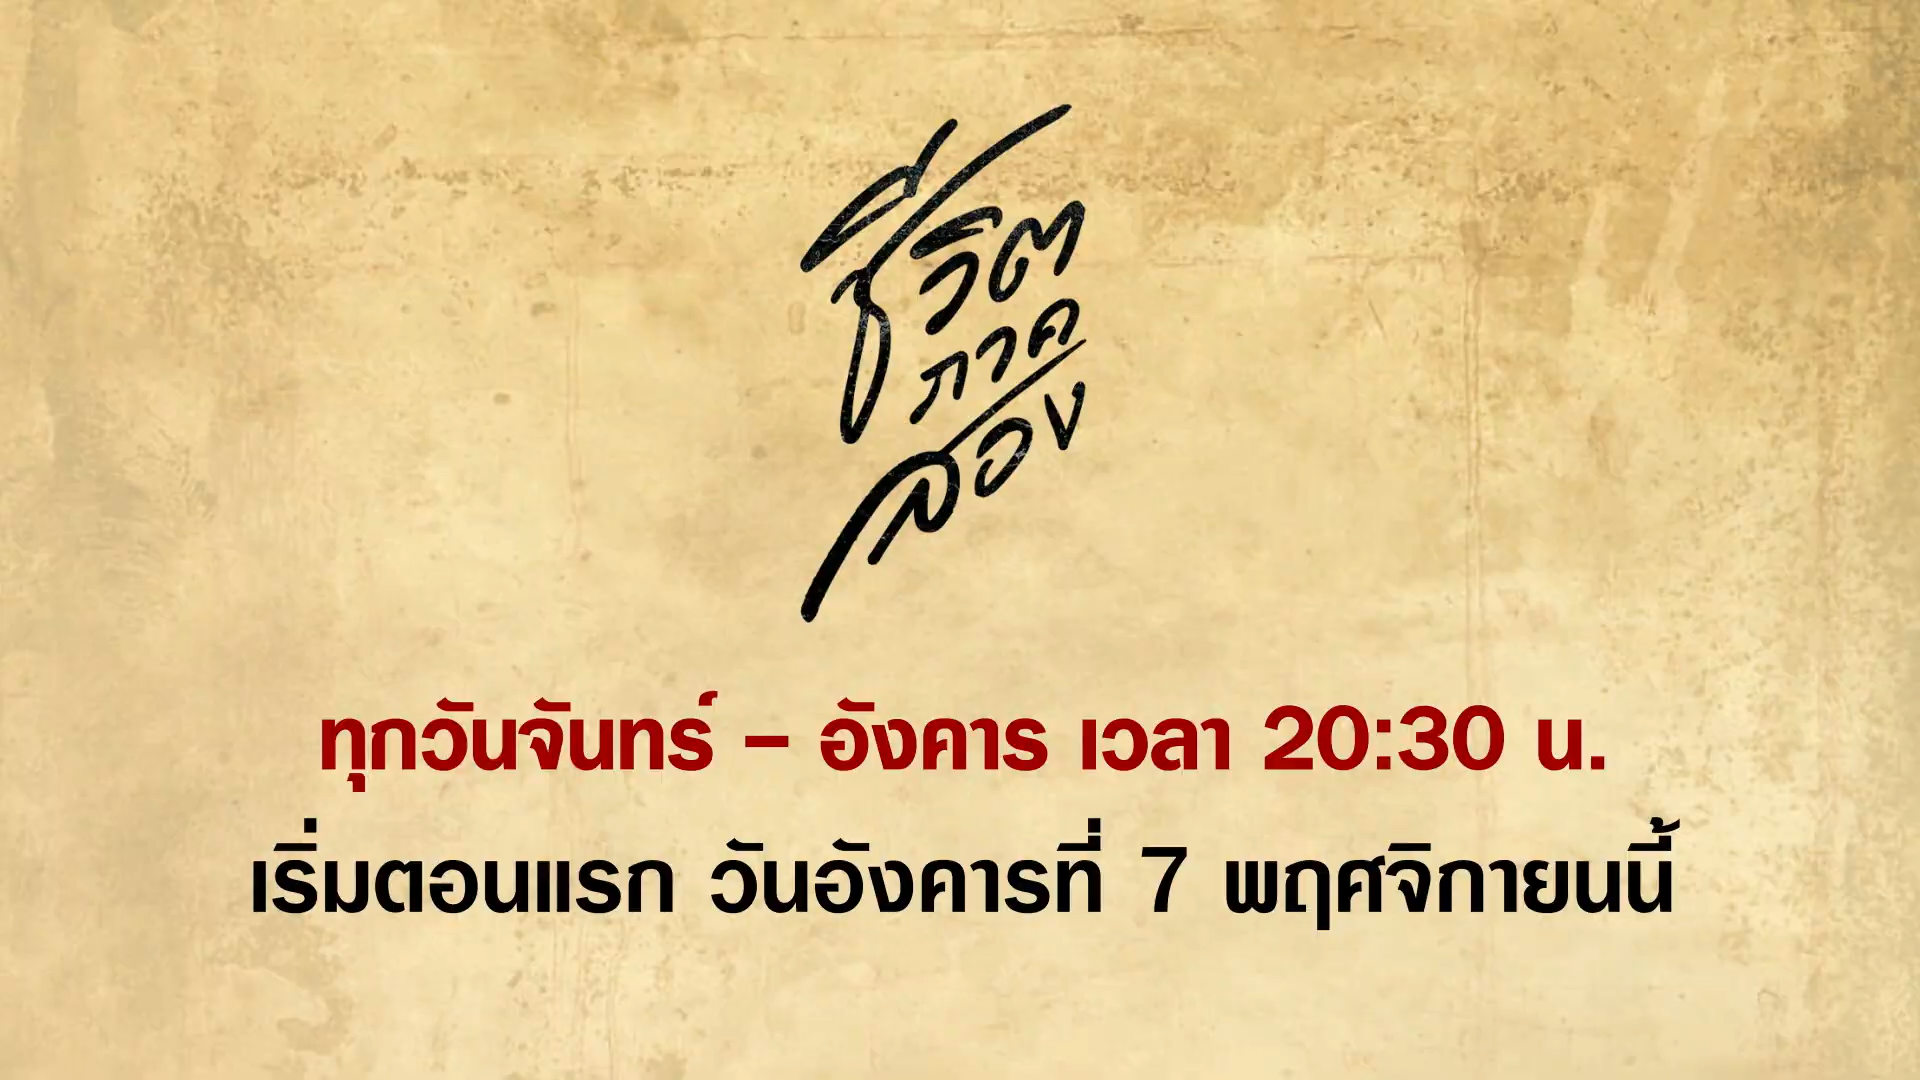 ชีวิต
ภาค
สอง
ทุกวันจันทร์ – อังคาร เวลา 20:30 น.
เริ่มตอนแรก วันอังคารที่ 7 พฤศจิกายนนี้